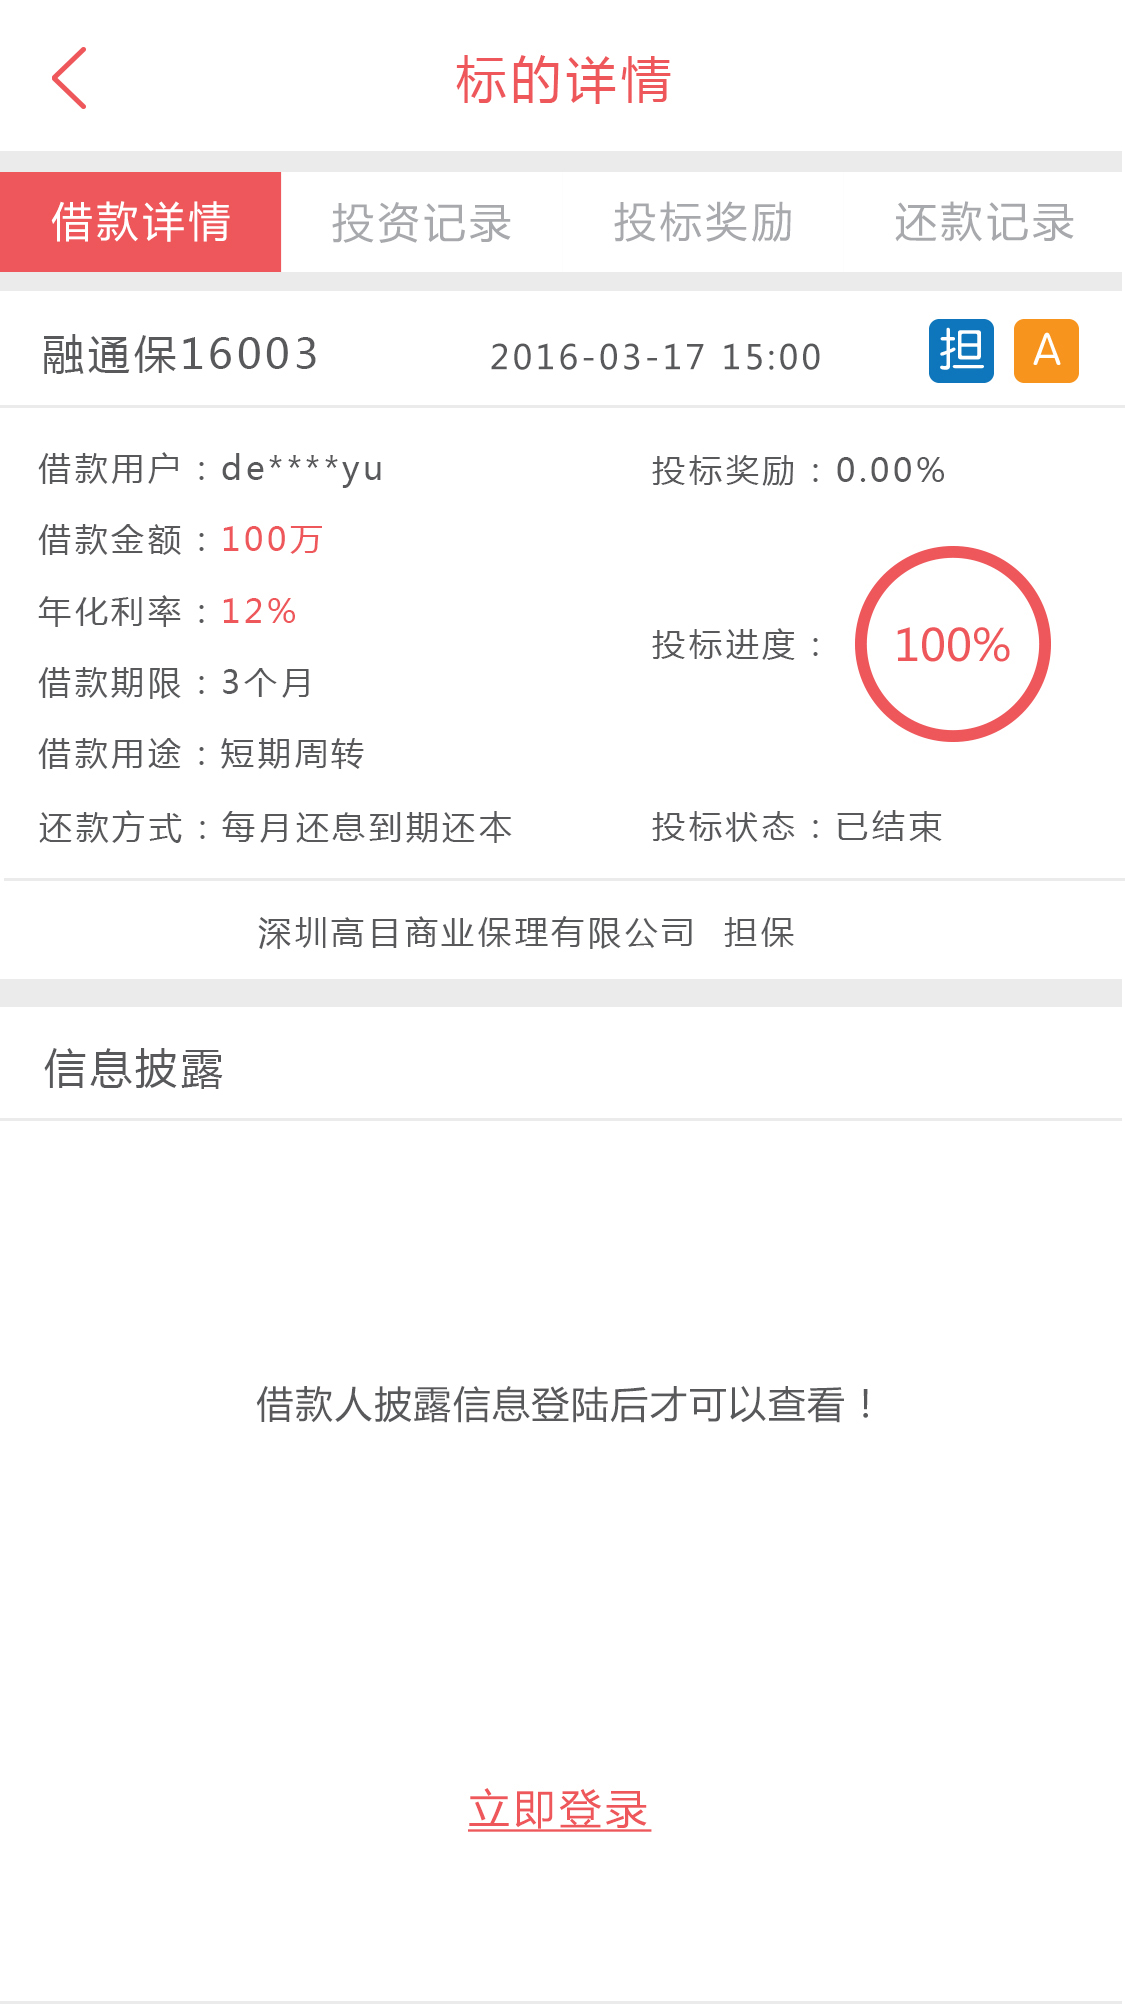 标的详情
借款详情 投资记录 投标奖励 还款记录
融通保16003 2016-03-17 15:00 担 A
借款用户：de****yu 投标奖励：0.00%
借款金额：100万
年化利率：12%
投标进度： 100%
借款期限：3个月
借款用途：短期周转
还款方式：每月还息到期还本 投标状态：已结束
深圳高目商业保理有限公司 担保
信息披露
借款人披露信息登陆后才可以查看！
立即登录